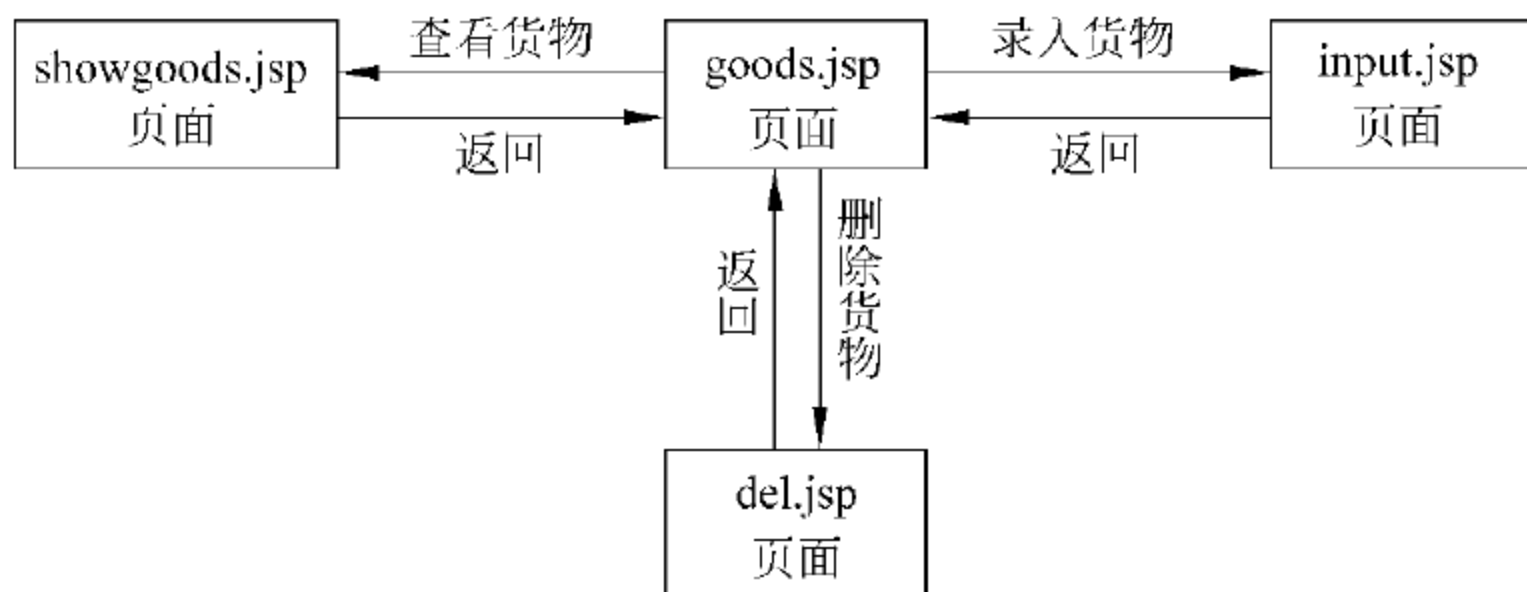 showgoods.jsp
页面
查看货物
返回
goods.jsp
页面
录入货物
返回
input.jsp
页面
返回
删除货物
del.jsp
页面